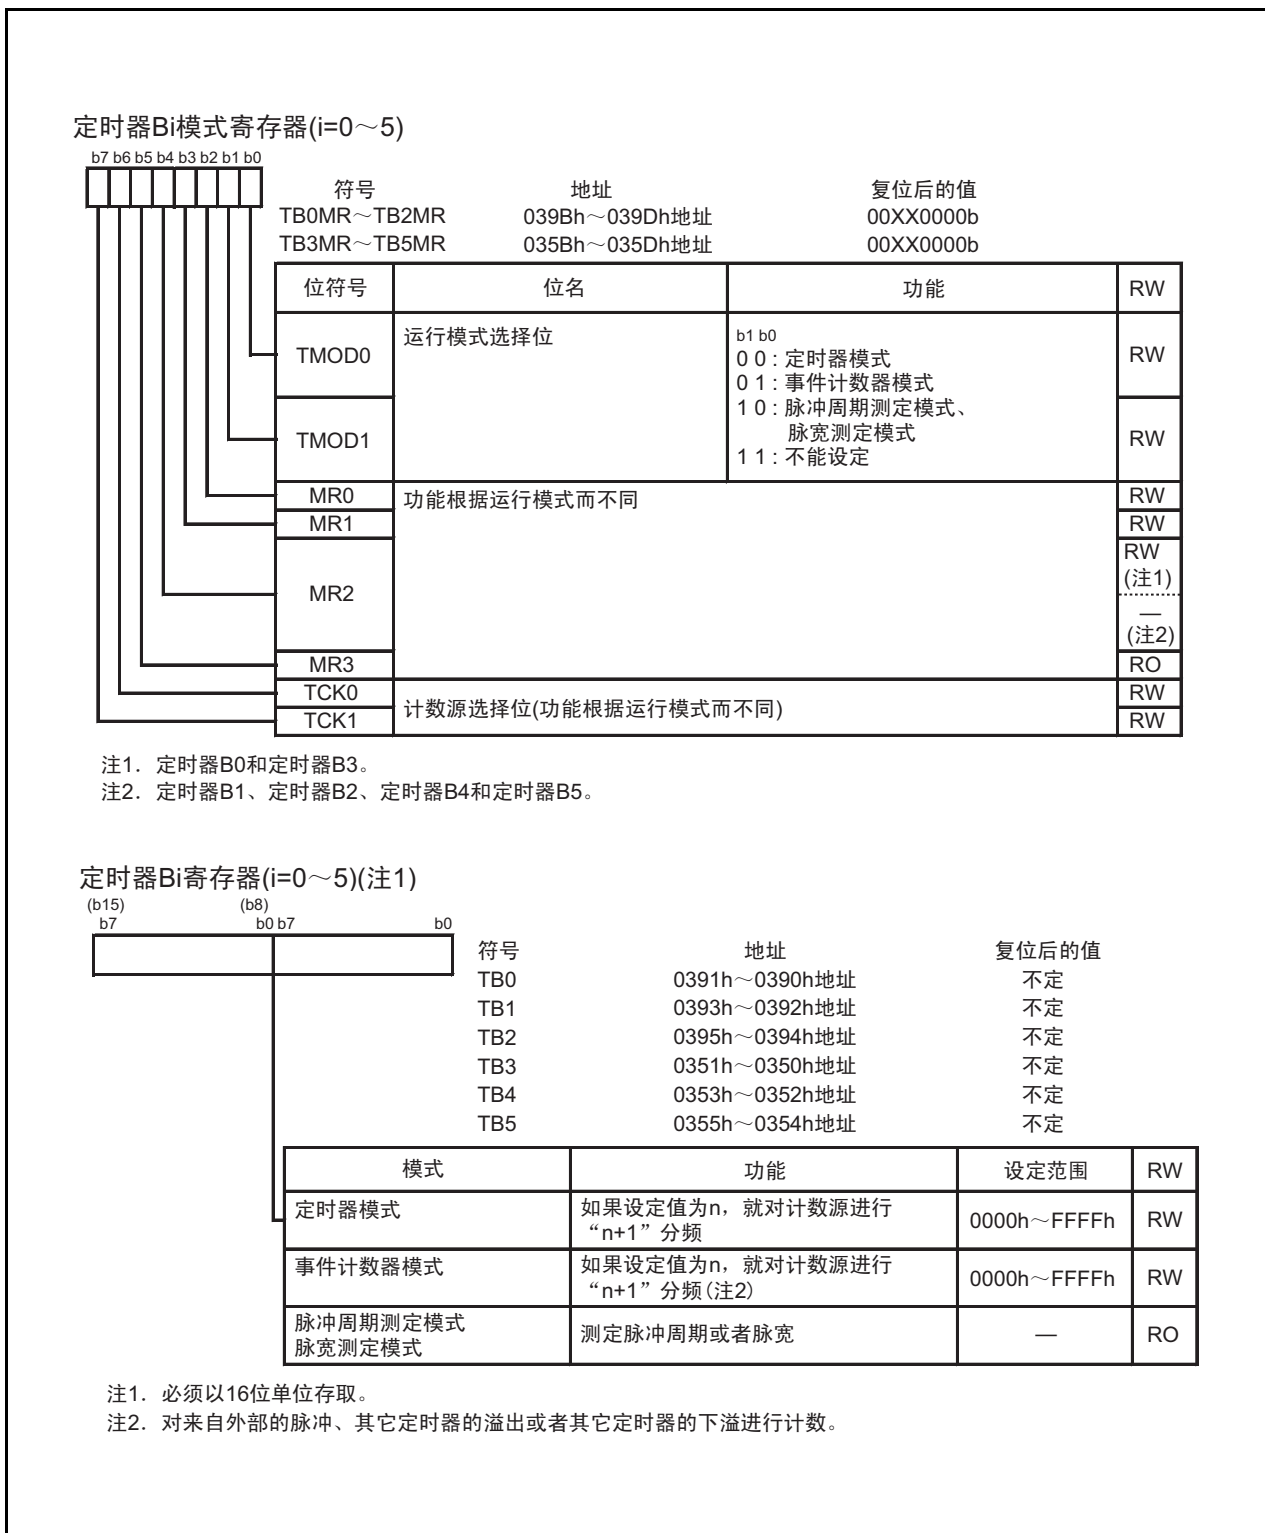 定时器Bi模式寄存器(i=0～5)
b7 b6 b5 b4 b3 b2 b1 b0
符号 地址 复位后的值
TB0MR～TB2MR 039Bh～039Dh地址 00XX0000b
TB3MR～TB5MR 035Bh～035Dh地址 00XX0000b
位符号 位名 功能 RW
TMOD0 运行模式选择位 b1 b0
0 0 : 定时器模式 RW
0 1 : 事件计数器模式
1 0 : 脉冲周期测定模式、
脉宽测定模式
TMOD1 RW
1 1 : 不能设定
MR0 功能根据运行模式而不同 RW
MR1 RW
MR2 RW
(注1)
—
(注2)
MR3 RO
TCK0 计数源选择位(功能根据运行模式而不同) RW
TCK1 RW
注1. 定时器B0和定时器B3。
注2. 定时器B1、定时器B2、定时器B4和定时器B5。
定时器Bi寄存器(i=0～5)(注1)
(b15) (b8)
b7 b0 b7 b0
符号 地址 复位后的值
TB0 0391h～0390h地址 不定
TB1 0393h～0392h地址 不定
TB2 0395h～0394h地址 不定
TB3 0351h～0350h地址 不定
TB4 0353h～0352h地址 不定
TB5 0355h～0354h地址 不定
模式 功能 设定范围 RW
定时器模式 如果设定值为n，就对计数源进行
“n+1”分频 0000h～FFFFh RW
事件计数器模式 如果设定值为n，就对计数源进行
“n+1”分频(注2) 0000h～FFFFh RW
脉冲周期测定模式
脉宽测定模式 测定脉冲周期或者脉宽 — RO
注1. 必须以16位单位存取。
注2. 对来自外部的脉冲、其它定时器的溢出或者其它定时器的下溢进行计数。